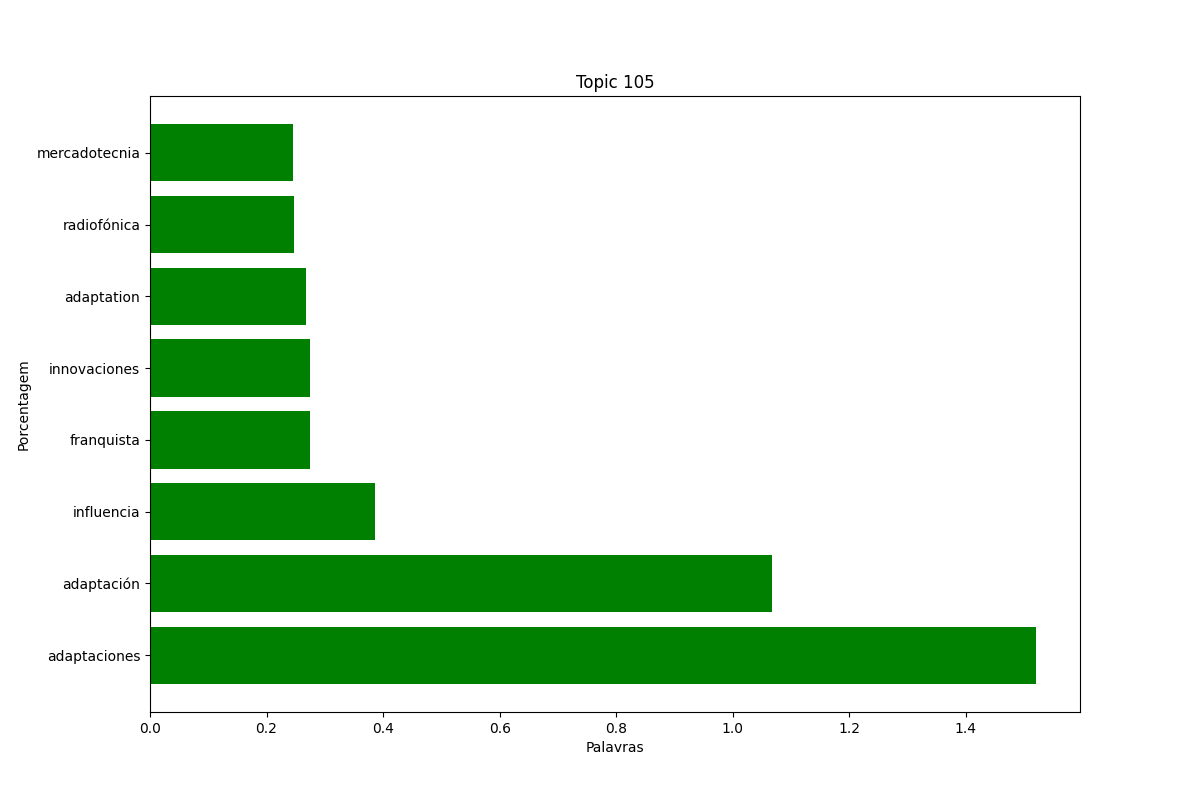 Topic 105
mercadotecnia
radiofónica
adaptation
innovaciones
franquista
influencia
adaptación
adaptaciones
Porcentagem
0.0 0.2 0.4 0.6 0.8 1.0 1.2 1.4
Palavras